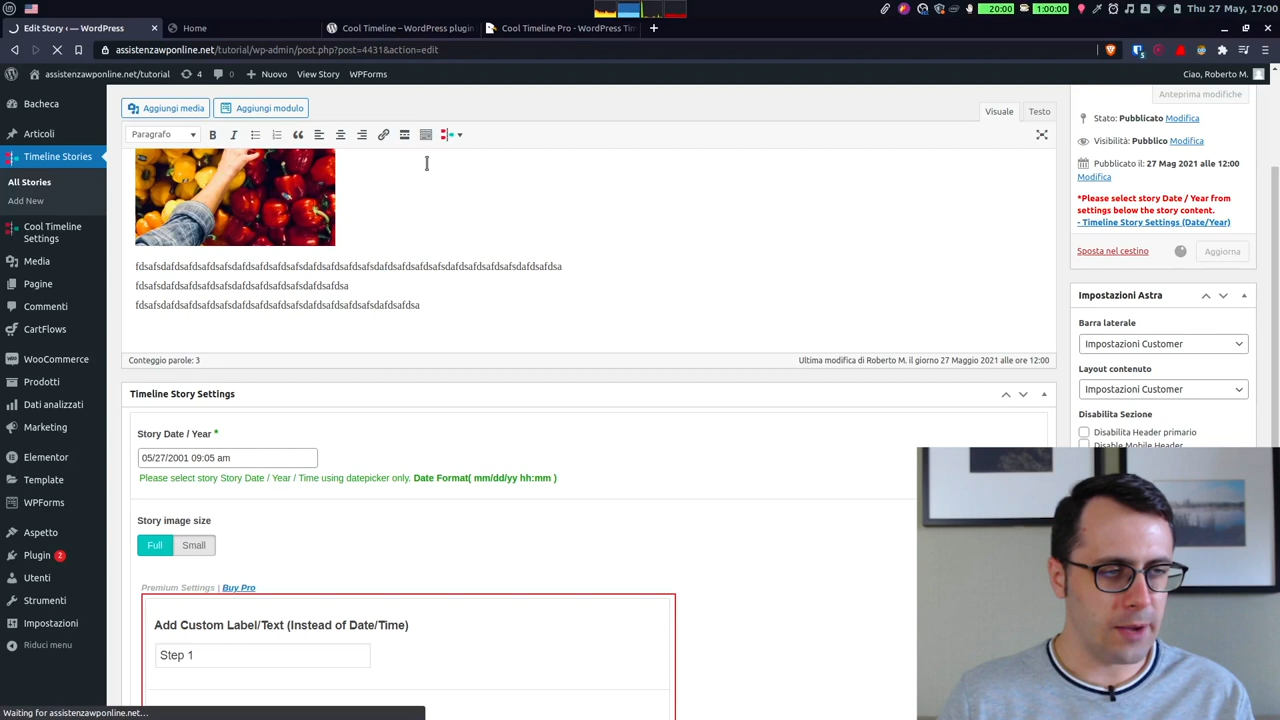 20:00
1:00:00
Thu 27 May, 17:00
Edit Story ‹ — WordPress
Home
Cool Timeline – WordPress plugin
Cool Timeline Pro - WordPress Tim
assistenzawponline.net/tutorial/wp-admin/post.php?post=4431&action=edit
assistenzawponline.net/tutorial
4
0
Nuovo
View Story
WPForms
Ciao, Roberto M.
Bacheca
Articoli
Timeline Stories
All Stories
Add New
Cool Timeline
Settings
Media
Pagine
Commenti
CartFlows
WooCommerce
Prodotti
Dati analizzati
Marketing
Elementor
Template
WPForms
Aspetto
Plugin 2
Utenti
Strumenti
Impostazioni
Riduci menu
Aggiungi media
Aggiungi modulo
Visuale
Testo
Paragrafo
B I
fdsafsdafdsafdsafdsafsdafdsafdsafdsafsdafdsafdsafdsafsdafdsafdsafdsafsdafdsafdsafdsafsdafdsa
fdsafsdafdsafdsafdsafsdafdsafdsafdsafsdafdsa
fdsafsdafdsafdsafdsafsdafdsafdsafdsafsdafdsafdsafdsafsdafdsafdsa
Conteggio parole: 3
Ultima modifica di Roberto M. il giorno 27 Maggio 2021 alle ore 12:00
Timeline Story Settings
Story Date / Year *
05/27/2001 09:05 am
Please select story Story Date / Year / Time using datepicker only. Date Format( mm/dd/yy hh:mm )
Story image size
Full
Small
Premium Settings | Buy Pro
Add Custom Label/Text (Instead of Date/Time)
Step 1
Anteprima modifiche
Stato: Pubblicato Modifica
Visibilità: Pubblico Modifica
Pubblicato il: 27 Mag 2021 alle 12:00
Modifica
*Please select story Date / Year from
settings below the story content.
- Timeline Story Settings (Date/Year)
Sposta nel cestino
Aggiorna
Impostazioni Astra
Barra laterale
Impostazioni Customer
Layout contenuto
Impostazioni Customer
Disabilita Sezione
Disabilita Header primario
Disable Mobile Header
Waiting for assistenzawponline.net...